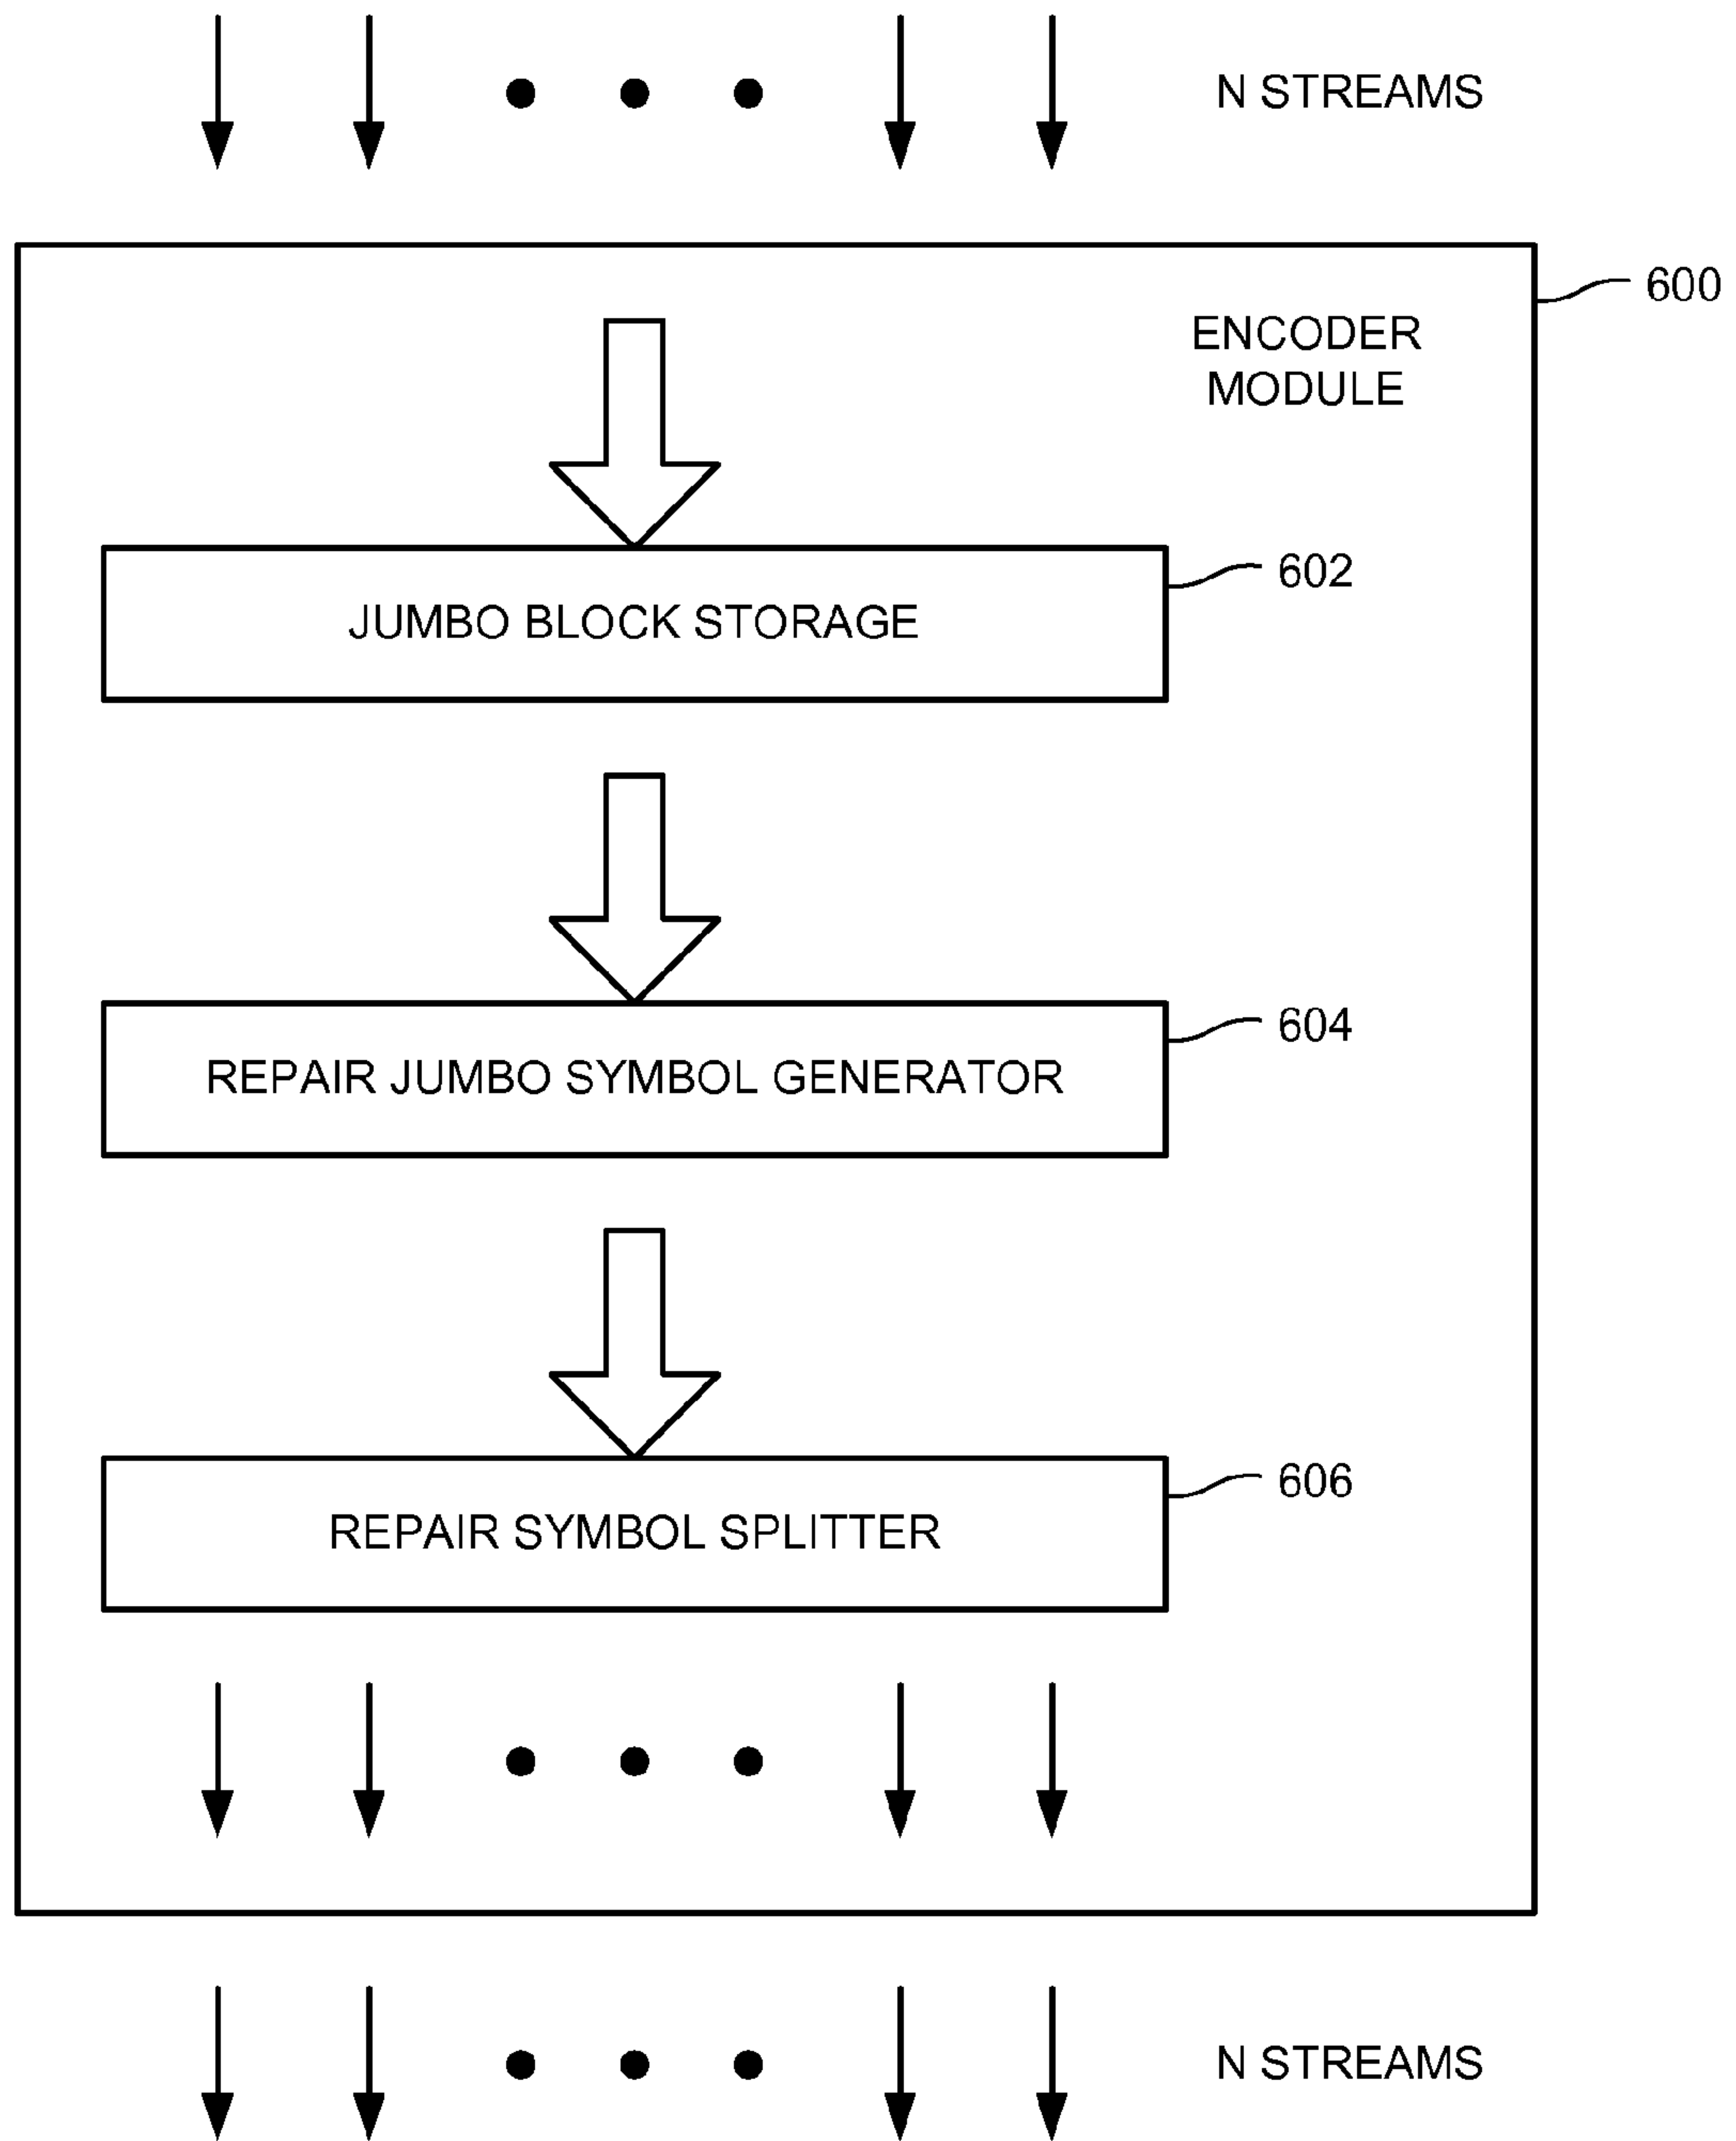 N STREAMS
600
ENCODER
MODULE
602
JUMBO BLOCK STORAGE
604
REPAIR JUMBO SYMBOL GENERATOR
606
REPAIR SYMBOL SPLITTER
N STREAMS